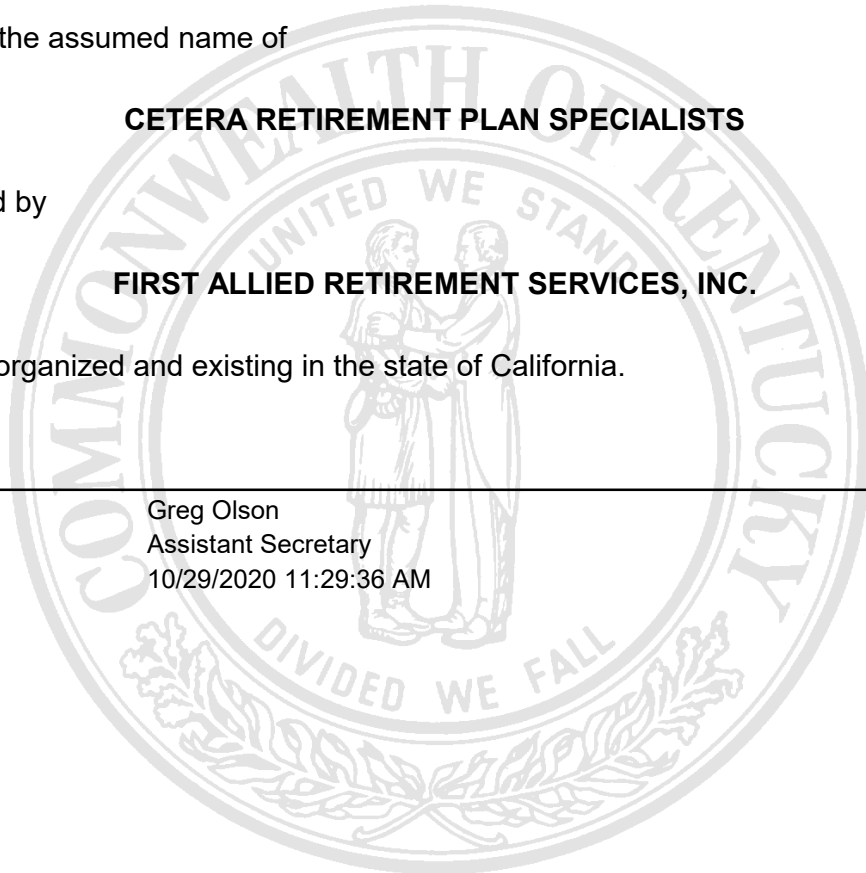 the assumed name of
CETERA RETIREMENT PLAN SPECIALISTS
d by
FIRST ALLIED RETIREMENT SERVICES, INC.
organized and existing in the state of California.
Greg Olson
Assistant Secretary
10/29/2020 11:29:36 AM
COMMONWEALTH OF KENTUCKY
UNITED WE STAND
DIVIDED WE FALL